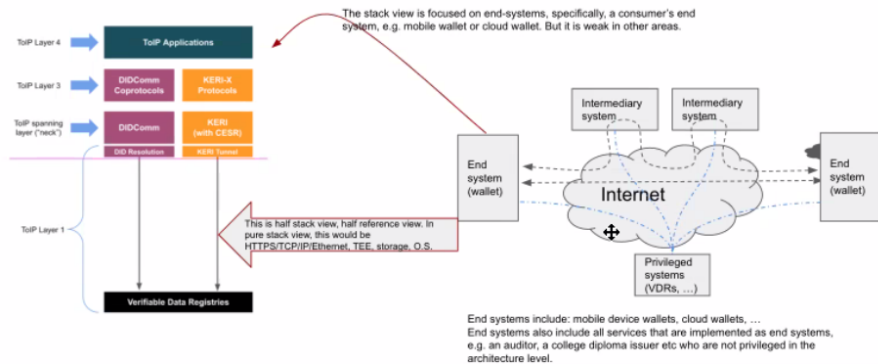 The stack view is focused on end-systems, specifically, a consumer's end
system, e.g. mobile wallet or cloud wallet. But it is weak in other areas.
ToIP Layer 4
ToIP Applications
ToIP Layer 3
DIDComm
Coprotocols
KERI-X
Protocols
ToIP spanning
layer ("neck")
DIDComm
KERI
(with CESR)
DID Resolution
KERI Tunnel
ToIP Layer 1
This is half stack view, half reference view. In
pure stack view, this would be
HTTPS/TCP/IP/Ethernet, TEE, storage, O.S.
Verifiable Data Registries
Intermediary
system
Intermediary
system
End
system
(wallet)
Internet
End
system
(wallet)
Privileged
systems
(VDRs, ...)
End systems include: mobile device wallets, cloud wallets, ...
End systems also include all services that are implemented as end systems,
e.g. an auditor, a college diploma issuer etc who are not privileged in the
architecture level.